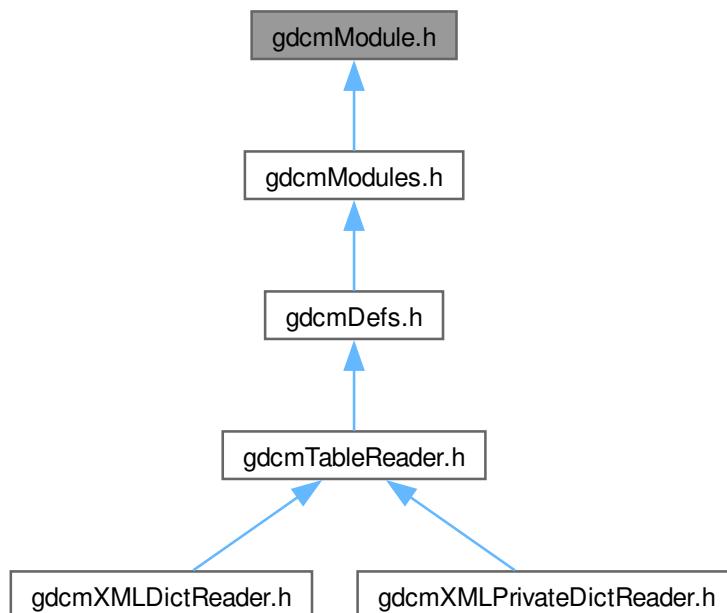 gdcmModule.h
gdcmModules.h
gdcmDefs.h
gdcmTableReader.h
gdcmXMLDictReader.h
gdcmXMLPrivateDictReader.h